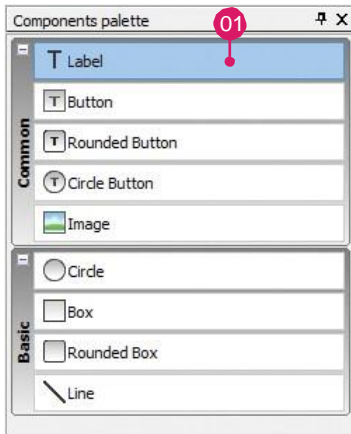 Components palette
01
Common
T Label
T Button
T Rounded Button
T Circle Button
Image
Basic
Circle
Box
Rounded Box
Line